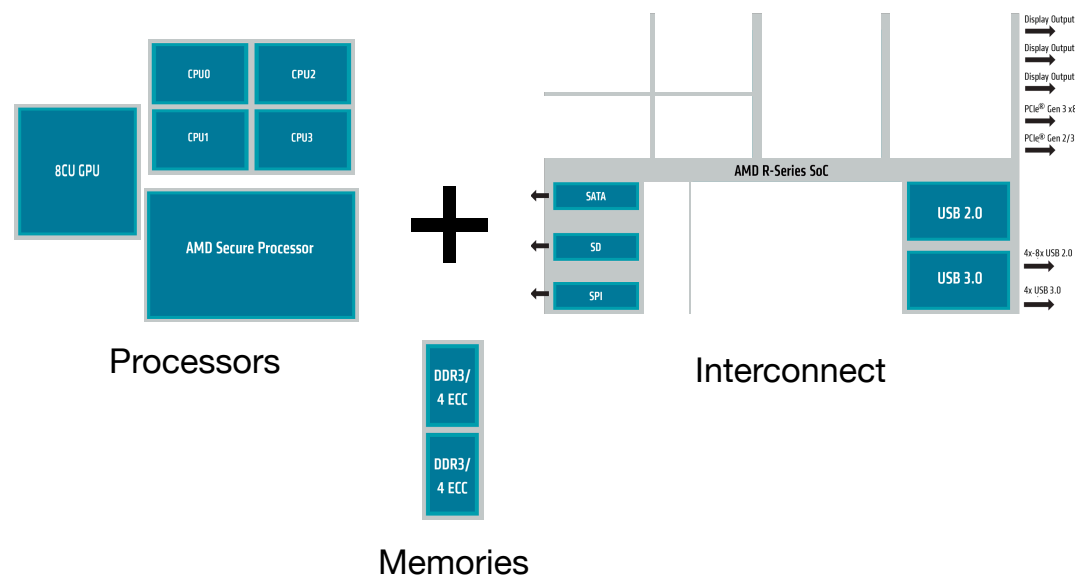 CPU0
CPU2
CPU1
CPU3
8CU GPU
AMD Secure Processor
Processors
DDR3/
4 ECC
DDR3/
4 ECC
Memories
AMD R-Series SoC
SATA
SD
SPI
USB 2.0
USB 3.0
Display Output
Display Output
Display Output
PCIe® Gen 3 x8
PCIe® Gen 2/3
4x-8x USB 2.0
4x USB 3.0
Interconnect